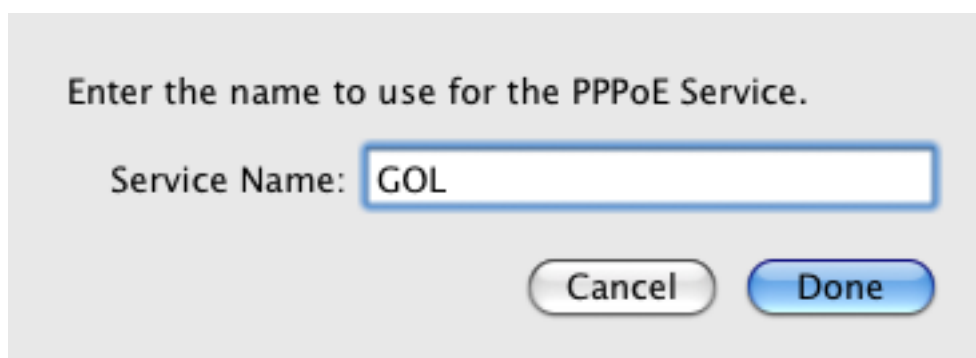 Enter the name to use for the PPPoE Service.
Service Name: GOL
Cancel Done